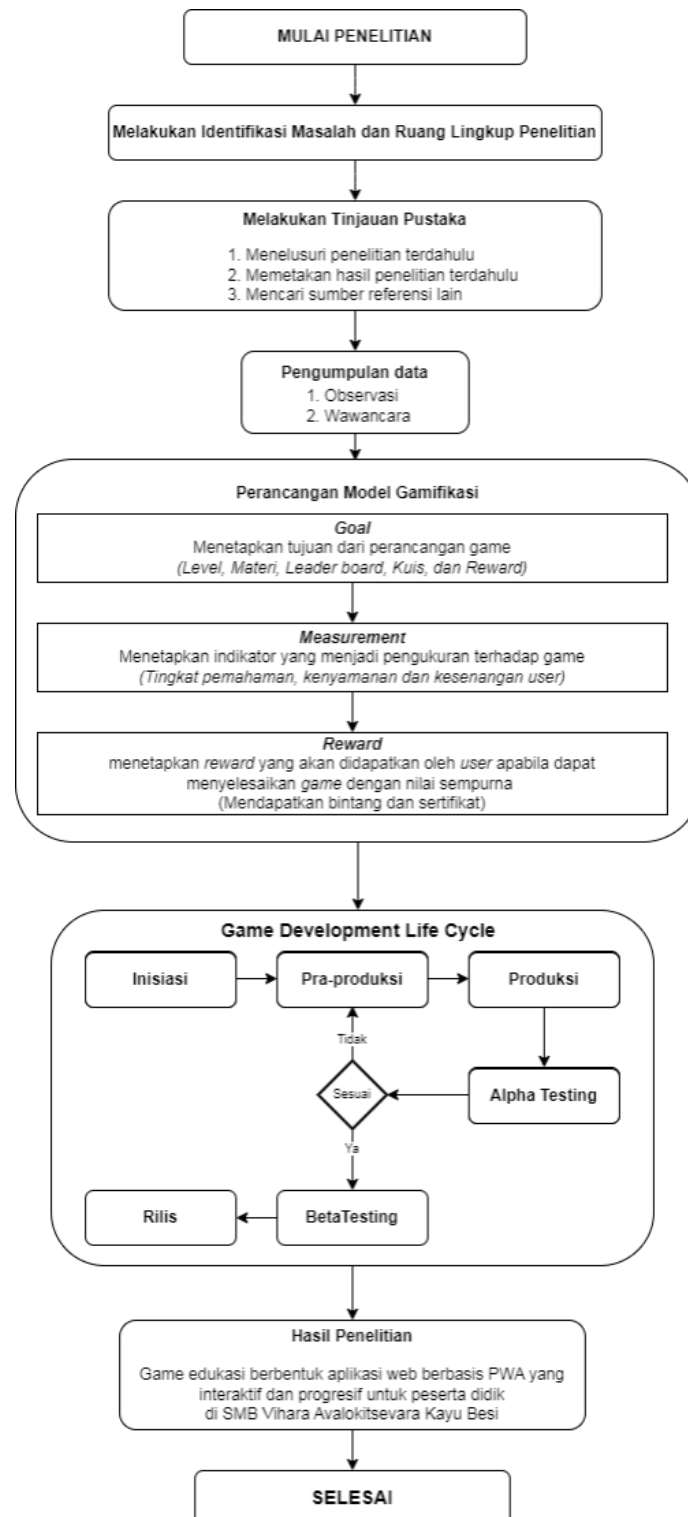 MULAI PENELITIAN
Melakukan Identifikasi Masalah dan Ruang Lingkup Penelitian
Melakukan Tinjauan Pustaka
1. Menelusuri penelitian terdahulu
2. Memetakan hasil penelitian terdahulu
3. Mencari sumber referensi lain
Pengumpulan data
1. Observasi
2. Wawancara
Perancangan Model Gamifikasi
Goal
Menetapkan tujuan dari perancangan game
(Level, Materi, Leader board, Kuis, dan Reward)
Measurement
Menetapkan indikator yang menjadi pengukuran terhadap game
(Tingkat pemahaman, kenyamanan dan kesenangan user)
Reward
menetapkan reward yang akan didapatkan oleh user apabila dapat
menyelesaikan game dengan nilai sempurna
(Mendapatkan bintang dan sertifikat)
Game Development Life Cycle
Inisiasi
Pra-produksi
Produksi
Tidak
Sesuai
Alpha Testing
Ya
Rilis
BetaTesting
Hasil Penelitian
Game edukasi berbentuk aplikasi web berbasis PWA yang
interaktif dan progresif untuk peserta didik
di SMB Vihara Avalokitsevara Kayu Besi
SELESAI